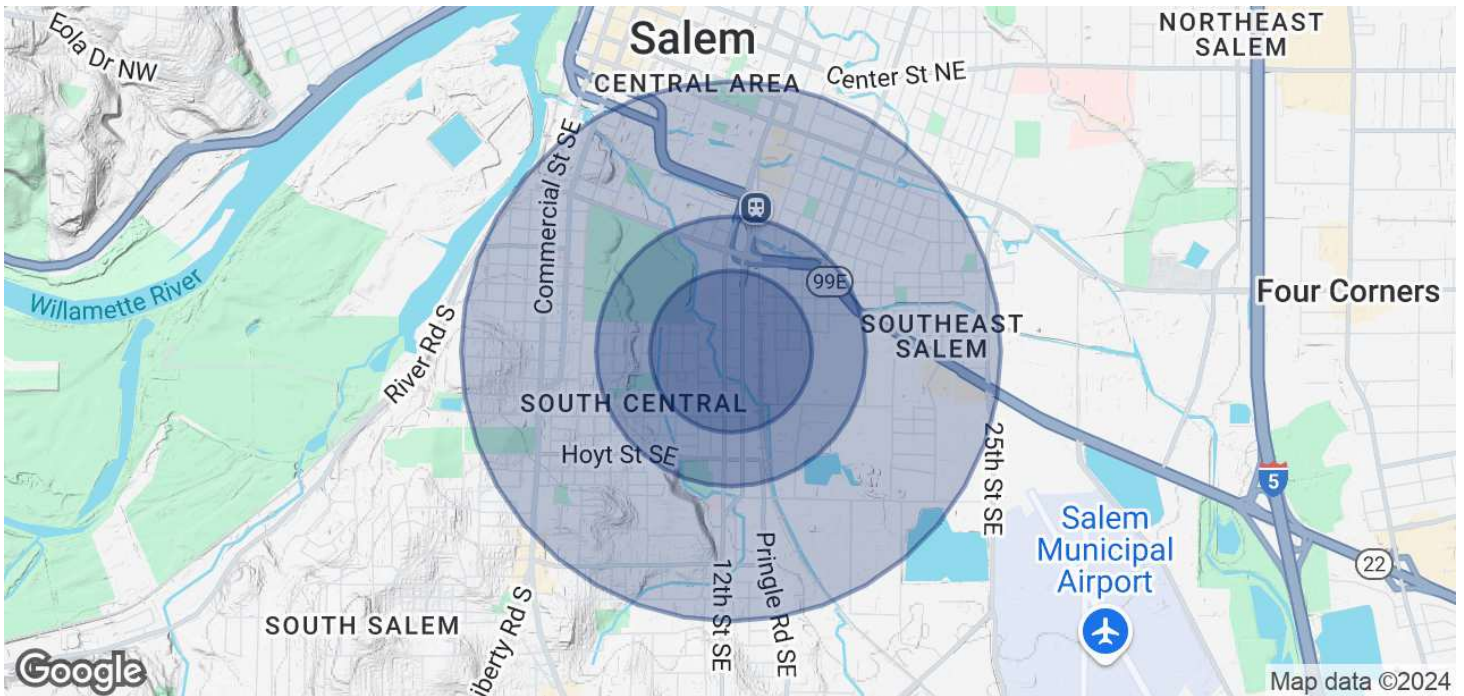 Eola Dr NW
Salem
CENTRAL AREA
Center St NE
NORTHEAST
SALEM
Commercial St SE
99E
Four Corners
Willamette River
River Rd S
SOUTHEAST
SALEM
SOUTH CENTRAL
Hoyt St SE
25th St SE
5
Salem
Municipal
Airport
22
12th St SE
Pringle Rd SE
SOUTH SALEM
iberty Rd S
Google
Map data ©2024